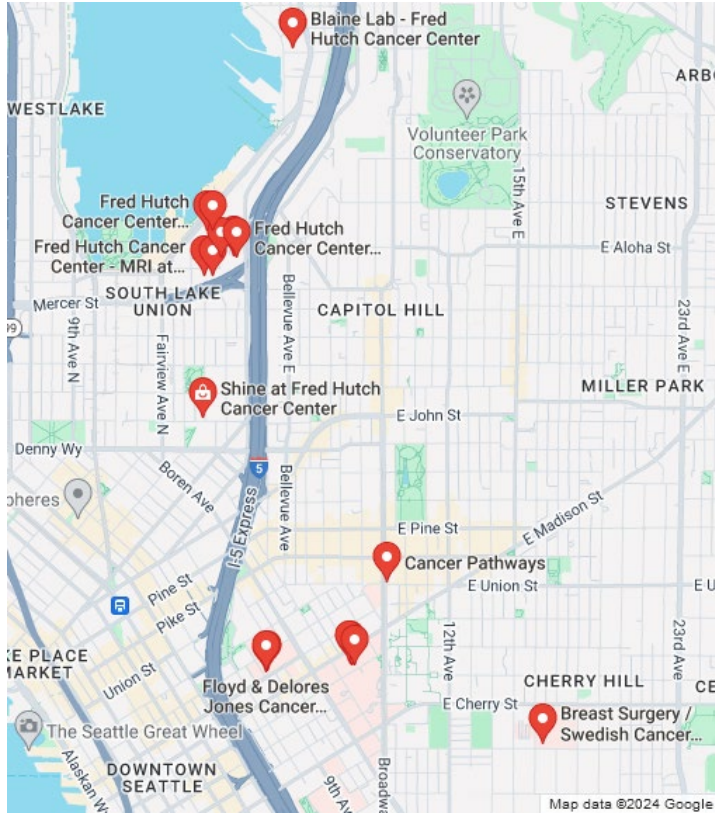 Blaine Lab - Fred
Hutch Cancer Center
ARB
WESTLAKE
Volunteer Park
Conservatory
15th Ave E
Fred Hutch
Cancer Center...
Fred Hutch
Cancer Center...
STEVENS
Fred Hutch Cancer
Center - MRI at...
E Aloha St
SOUTH LAKE
UNION
Mercer St
99
9th Ave N
Fairview Ave N
Bellevue Ave E
CAPITOL HILL
23rd Ave E
MILLER PARK
Shine at Fred Hutch
Cancer Center
E John St
Denny Wy
Boren Ave
5
I-5 Express
Bellevue Ave
pheres
E Pine St
E Madison St
Cancer Pathways
E Union St
E U
Pine St
Pike St
12th Ave
23rd Ave
KE PLACE
MARKET
Union St
Floyd & Delores
Jones Cancer...
CHERRY HILL
CE
E Cherry St
Breast Surgery /
Swedish Cancer...
The Seattle Great Wheel
Alaskan W
DOWNTOWN
SEATTLE
9th Ave
Broadwa
Map data ©2024 Google